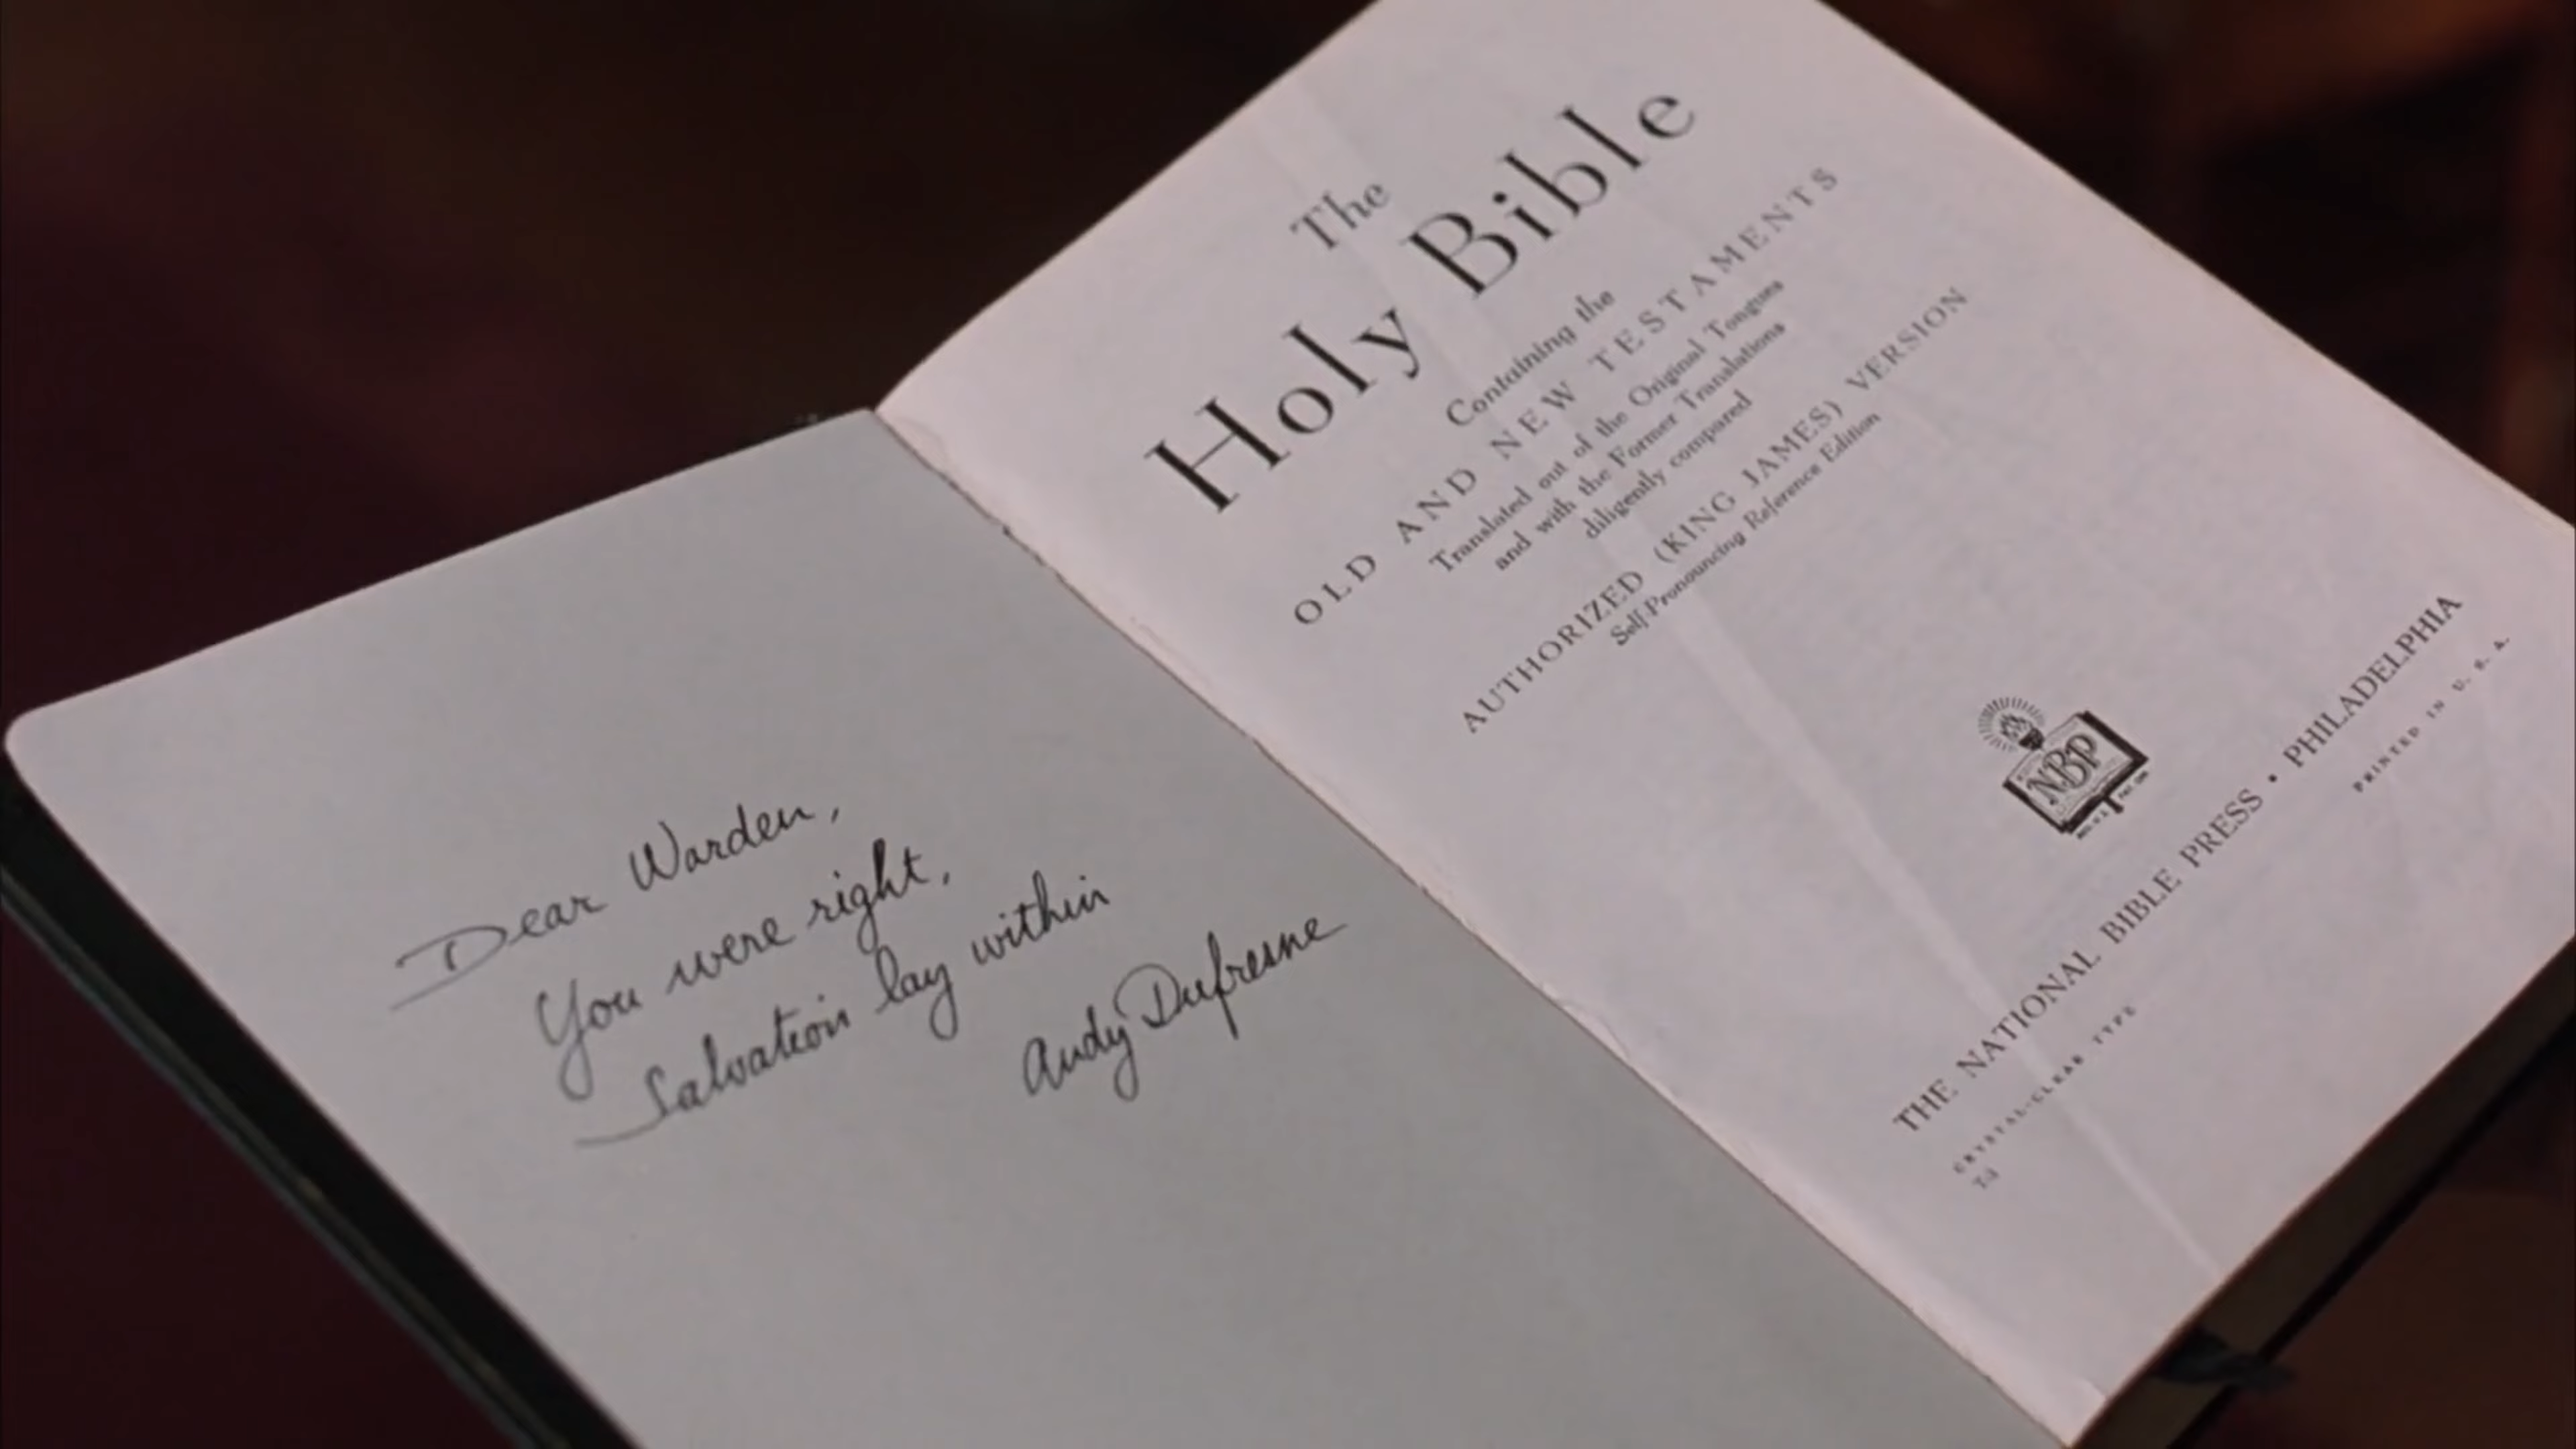 Dear Warden,
You were right.
Salvation lay within
Andy Dufresne
The
Holy Bible
Containing the
OLD AND NEW TESTAMENTS
Translated out of the Original Tongues
and with the Former Translations
diligently compared
AUTHORIZED (KING JAMES) VERSION
Self-Pronouncing Reference Edition
NBP
THE NATIONAL BIBLE PRESS • PHILADELPHIA
CRYSTAL-CLEAR TYPE
PRINTED IN U. S. A.